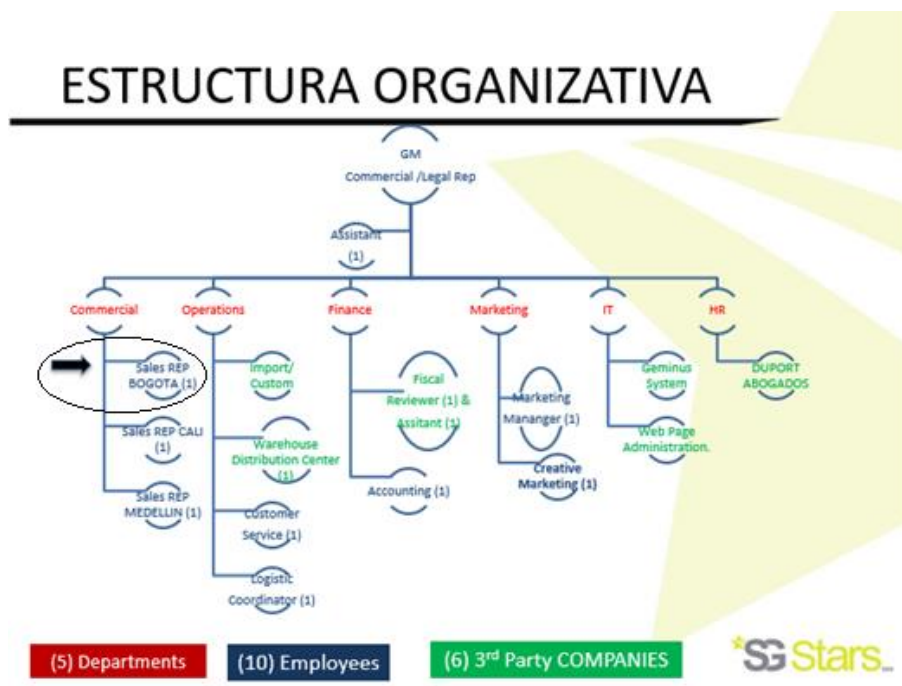 ESTRUCTURA ORGANIZATIVA
GM
Commercial /Legal Rep
Assistant
(1)
Commercial
Operations
Finance
Marketing
IT
HR
Sales REP
BOGOTA (1)
Sales REP CALI
(1)
Sales REP
MEDELLIN (1)
Import/
Custom
Warehouse
Distribution Center
(1)
Customer
Service (1)
Logistic
Coordinator (1)
Fiscal
Reviewer (1) &
Assitant (1)
Accounting (1)
Marketing
Mananger (1)
Creative
Marketing (1)
Geminus
System
Web Page
Administration.
DUPORT
ABOGADOS
(5) Departments
(10) Employees
(6) 3rd Party COMPANIES
*SG Stars